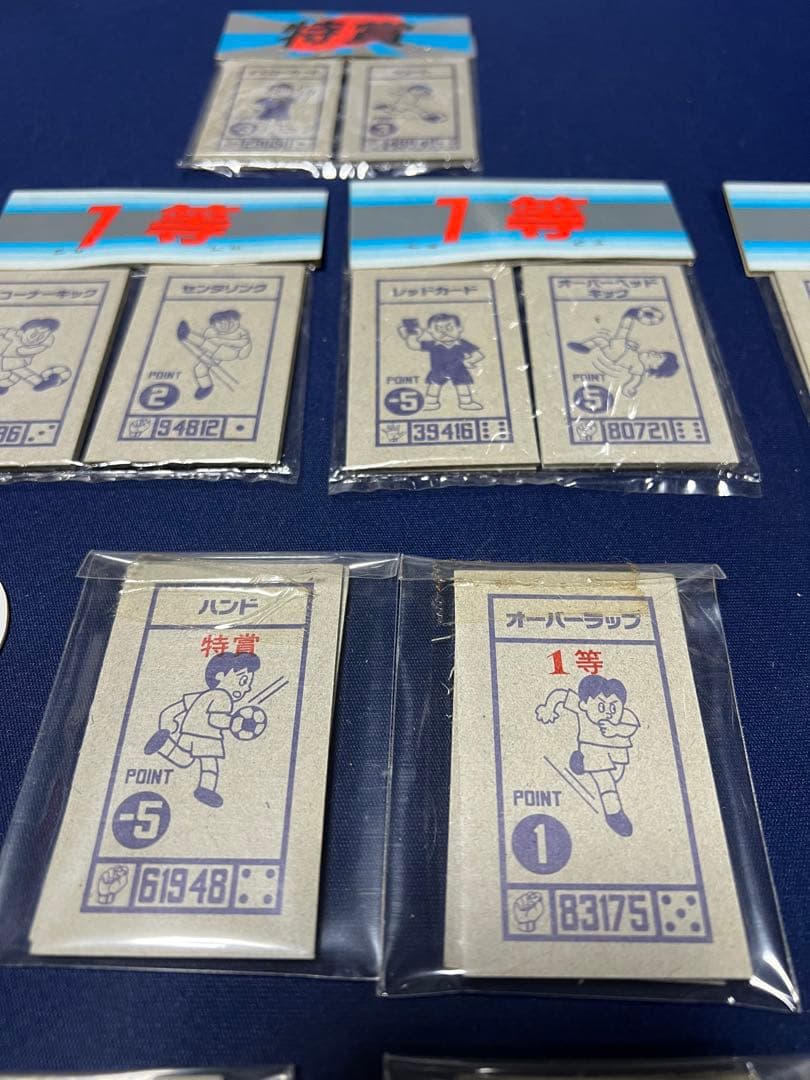 特賞
1等
1等
コーナーキック
センタリング
POINT
2
94812
レッドカード
POINT
-5
39416
オーバーヘッド
キック
POINT
5
80721
ハンド
特賞
POINT
-5
61948
オーバーラップ
1等
POINT
1
83175